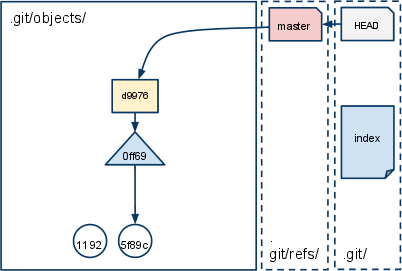 .git/objects/
master
HEAD
d9976
0ff69
index
1192
5f89c
.
git/refs/
.git/